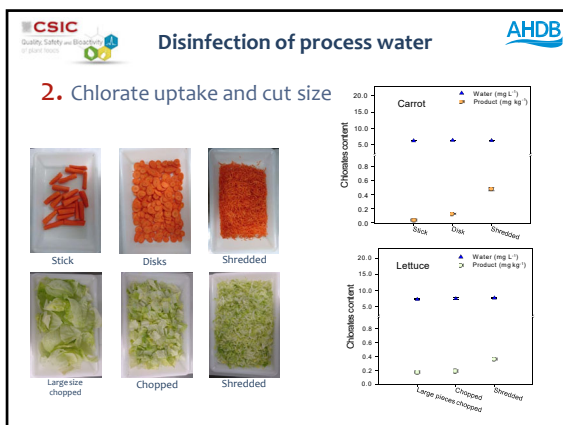 CSIC
Quality, Safety and Bioactivity
of plant foods
Disinfection of process water
AHDB
2. Chlorate uptake and cut size
Stick
Disks
Shredded
Large size
chopped
Chopped
Shredded
Carrot
Water (mg L⁻¹)
Product (mg kg⁻¹)
Chlorates content
20.0
15.0
10.0
5.0
0.8
0.6
0.4
0.2
0.0
Stick
Disk
Shredded
Lettuce
Water (mg L⁻¹)
Product (mg kg⁻¹)
Chlorates content
20.0
15.0
10.0
5.0
0.8
0.6
0.4
0.2
0.0
Large pieces chopped
Chopped
Shredded